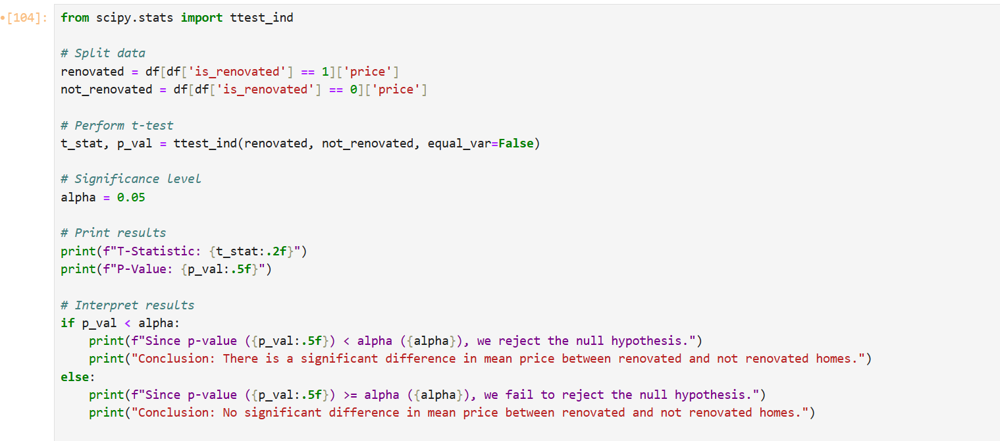 •[104]: from scipy.stats import ttest_ind
# Split data
renovated = df[df['is_renovated'] == 1]['price']
not_renovated = df[df['is_renovated'] == 0]['price']
# Perform t-test
t_stat, p_val = ttest_ind(renovated, not_renovated, equal_var=False)
# Significance level
alpha = 0.05
# Print results
print(f"T-Statistic: {t_stat:.2f}")
print(f"P-Value: {p_val:.5f}")
# Interpret results
if p_val < alpha:
    print(f"Since p-value ({p_val:.5f}) < alpha ({alpha}), we reject the null hypothesis.")
    print("Conclusion: There is a significant difference in mean price between renovated and not renovated homes.")
else:
    print(f"Since p-value ({p_val:.5f}) >= alpha ({alpha}), we fail to reject the null hypothesis.")
    print("Conclusion: No significant difference in mean price between renovated and not renovated homes.")